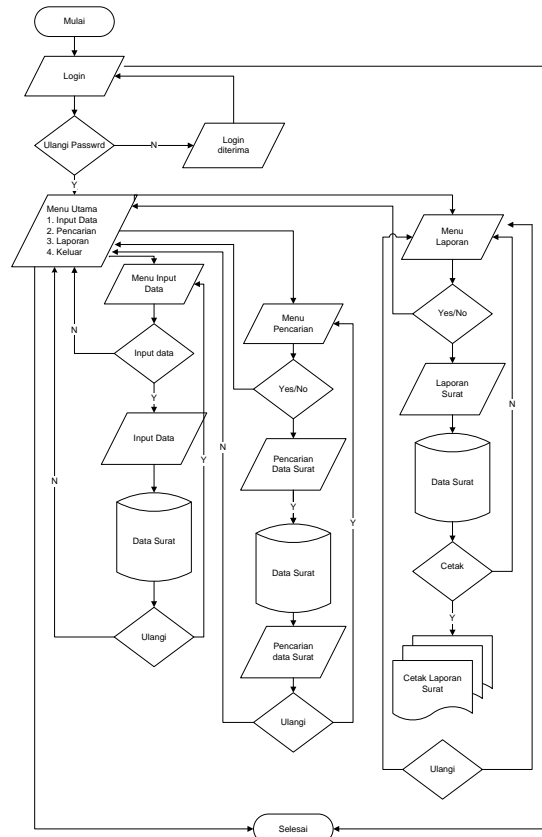 Mulai
Login
Ulangi Passwrd
N
Login
diterima
Y
Menu Utama
1. Input Data
2. Pencarian
3. Laporan
4. Keluar
Menu
Laporan
Menu Input
Data
Menu
Pencarian
Yes/No
N
Input data
Yes/No
Laporan
Surat
N
Y
Input Data
N
Y
N
Pencarian
Data Surat
Data Surat
Y
Y
Data Surat
Data Surat
Cetak
Y
Ulangi
Pencarian
data Surat
Cetak Laporan
Surat
Ulangi
Ulangi
Selesai